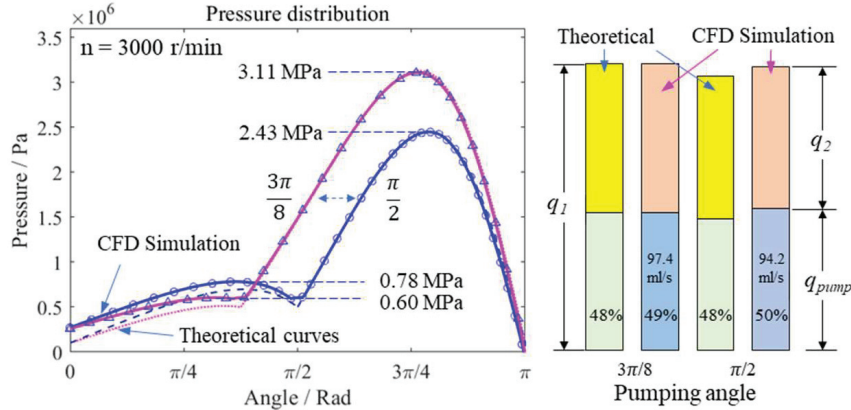 Pressure distribution
×10⁶
n = 3000 r/min
3.5
3
2.5
2
1.5
1
0.5
0
Pressure / Pa
3.11 MPa
2.43 MPa
3π/8
π/2
CFD Simulation
0.78 MPa
0.60 MPa
Theoretical curves
0
π/4
π/2
3π/4
π
Angle / Rad
Theoretical
CFD Simulation
q₁
q₂
q_pump
97.4
ml/s
94.2
ml/s
48%
49%
48%
50%
3π/8
π/2
Pumping angle